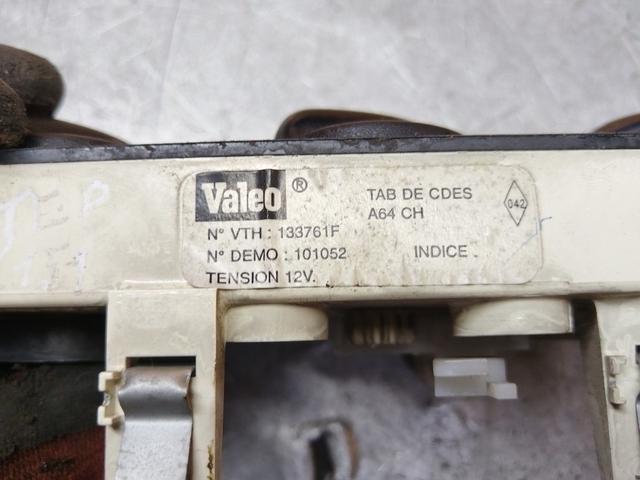 Valeo ® TAB DE CDES
A64 CH
042
N° VTH : 133761F
N° DEMO : 101052 INDICE
TENSION 12V.